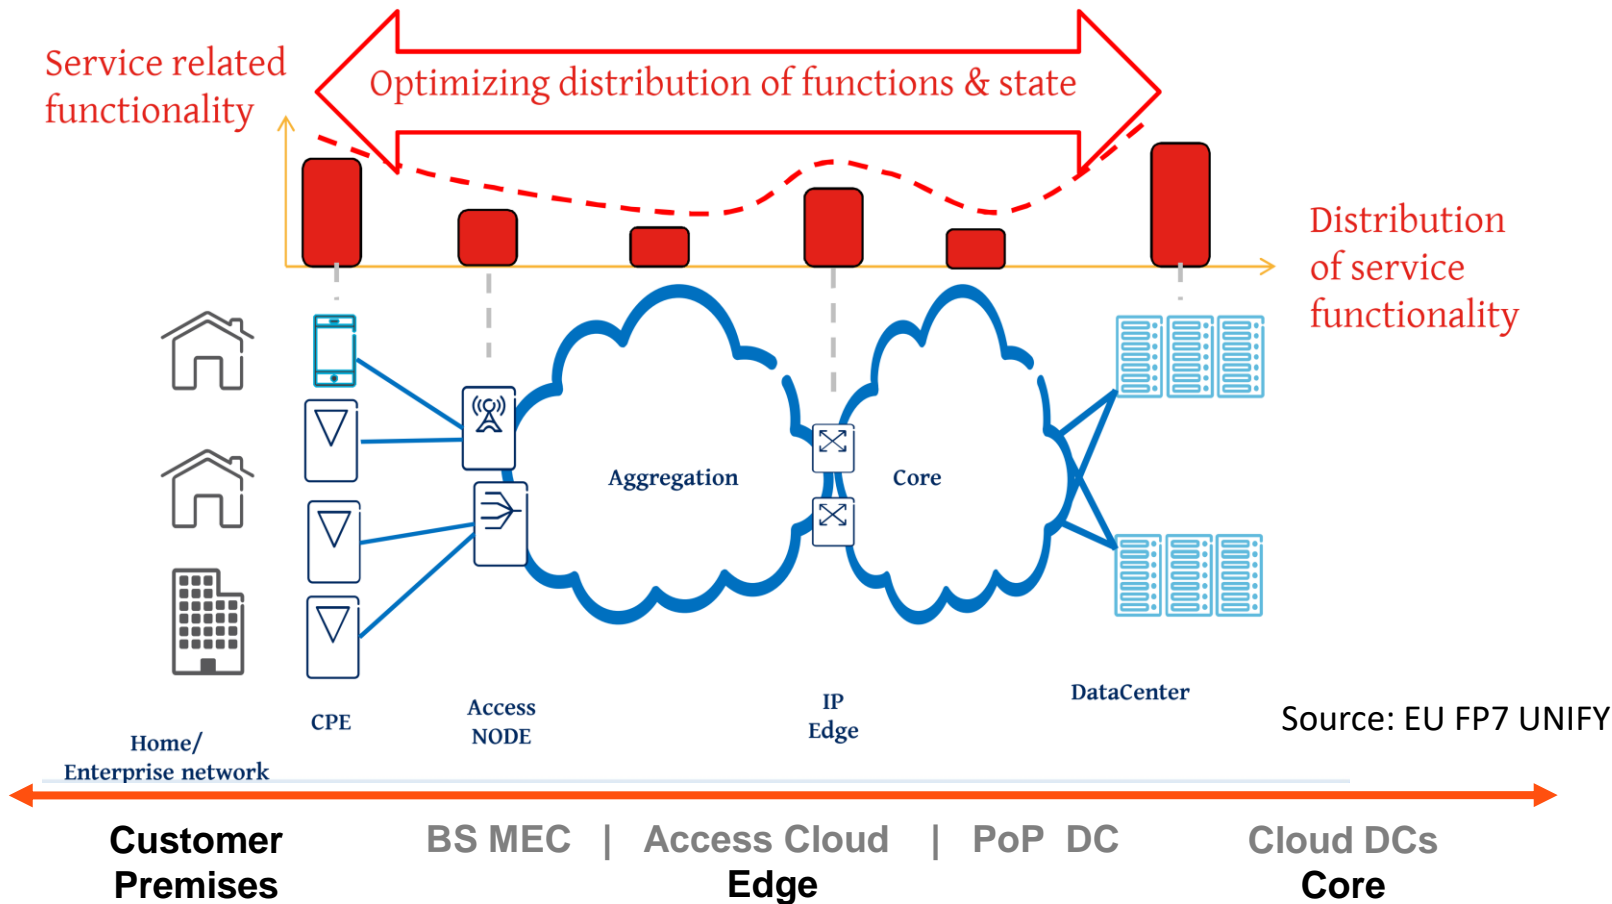 Service related
functionality
Optimizing distribution of functions & state
Distribution
of service
functionality
Aggregation
Core
CPE
Access
NODE
IP
Edge
DataCenter
Source: EU FP7 UNIFY
Home/
Enterprise network
Customer
Premises
BS MEC | Access Cloud | PoP DC
Edge
Cloud DCs
Core